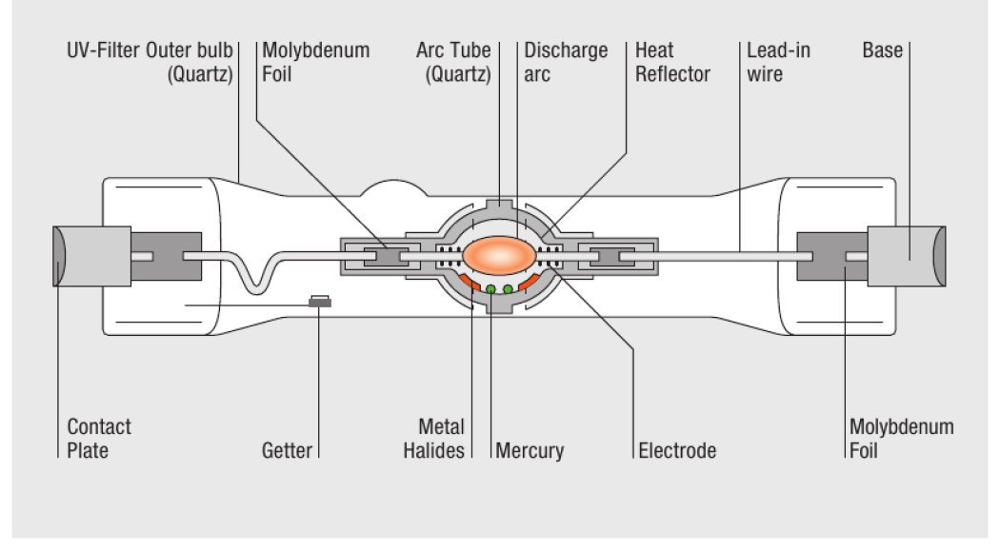 UV-Filter Outer bulb
(Quartz)
Molybdenum
Foil
Arc Tube
(Quartz)
Discharge
arc
Heat
Reflector
Lead-in
wire
Base
Contact
Plate
Getter
Metal
Halides
Mercury
Electrode
Molybdenum
Foil